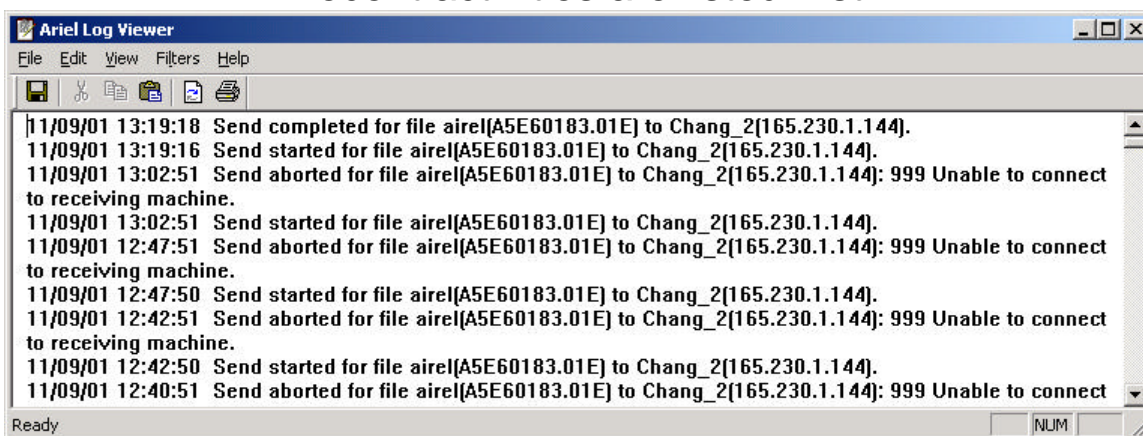 Ariel Log Viewer
File Edit View Filters Help
11/09/01 13:19:18 Send completed for file airel(A5E60183.01E) to Chang_2(165.230.1.144).
11/09/01 13:19:16 Send started for file airel(A5E60183.01E) to Chang_2(165.230.1.144).
11/09/01 13:02:51 Send aborted for file airel(A5E60183.01E) to Chang_2(165.230.1.144): 999 Unable to connect
to receiving machine.
11/09/01 13:02:51 Send started for file airel(A5E60183.01E) to Chang_2(165.230.1.144).
11/09/01 12:47:51 Send aborted for file airel(A5E60183.01E) to Chang_2(165.230.1.144): 999 Unable to connect
to receiving machine.
11/09/01 12:47:50 Send started for file airel(A5E60183.01E) to Chang_2(165.230.1.144).
11/09/01 12:42:51 Send aborted for file airel(A5E60183.01E) to Chang_2(165.230.1.144): 999 Unable to connect
to receiving machine.
11/09/01 12:42:50 Send started for file airel(A5E60183.01E) to Chang_2(165.230.1.144).
11/09/01 12:40:51 Send aborted for file airel(A5E60183.01E) to Chang_2(165.230.1.144): 999 Unable to connect
Ready NUM